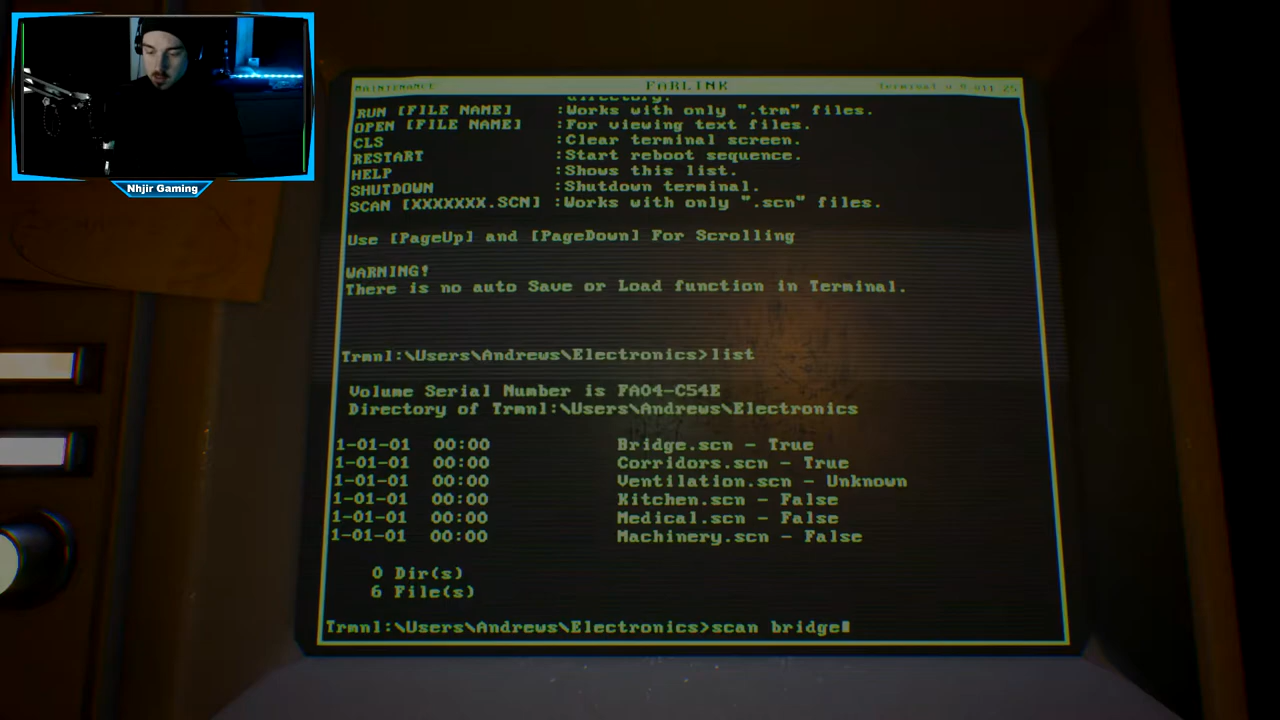 Nhjir Gaming
MAINTENANCE FARLINK Terminal
directory.
RUN [FILE NAME] :Works with only ".trm" files.
OPEN [FILE NAME] :For viewing text files.
CLS :Clear terminal screen.
RESTART :Start reboot sequence.
HELP :Shows this list.
SHUTDOWN :Shutdown terminal.
SCAN [XXXXXXX.SCN] :Works with only ".scn" files.
Use [PageUp] and [PageDown] For Scrolling
WARNING!
There is no auto Save or Load function in Terminal.
Trmnl:\Users\Andrews\Electronics>list
Volume Serial Number is FA04-C54E
Directory of Trmnl:\Users\Andrews\Electronics
1-01-01 00:00 Bridge.scn - True
1-01-01 00:00 Corridors.scn - True
1-01-01 00:00 Ventilation.scn - Unknown
1-01-01 00:00 Kitchen.scn - False
1-01-01 00:00 Medical.scn - False
1-01-01 00:00 Machinery.scn - False
0 Dir(s)
6 File(s)
Trmnl:\Users\Andrews\Electronics>scan bridge